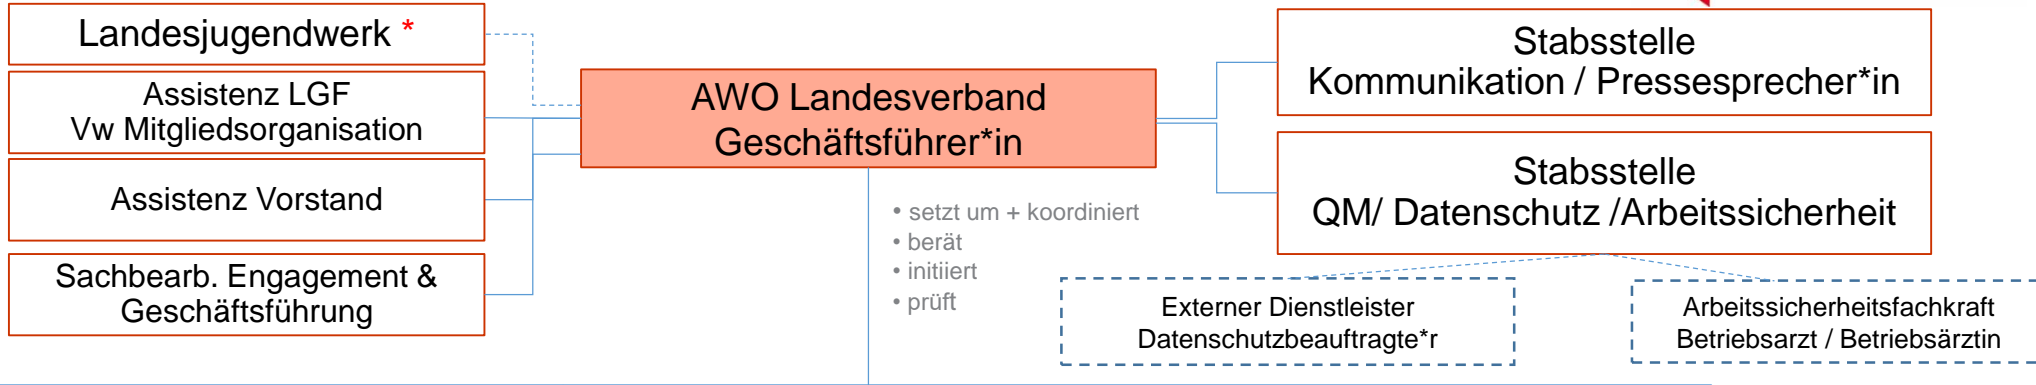 Landesjugendwerk *
Assistenz LGF
Vw Mitgliedsorganisation
Assistenz Vorstand
Sachbearb. Engagement &
Geschäftsführung
AWO Landesverband
Geschäftsführer*in
• setzt um + koordiniert
• berät
• initiiert
• prüft
Stabsstelle
Kommunikation / Pressesprecher*in
Stabsstelle
QM/ Datenschutz /Arbeitssicherheit
Externer Dienstleister
Datenschutzbeauftragte*r
Arbeitssicherheitsfachkraft
Betriebsarzt / Betriebsärztin